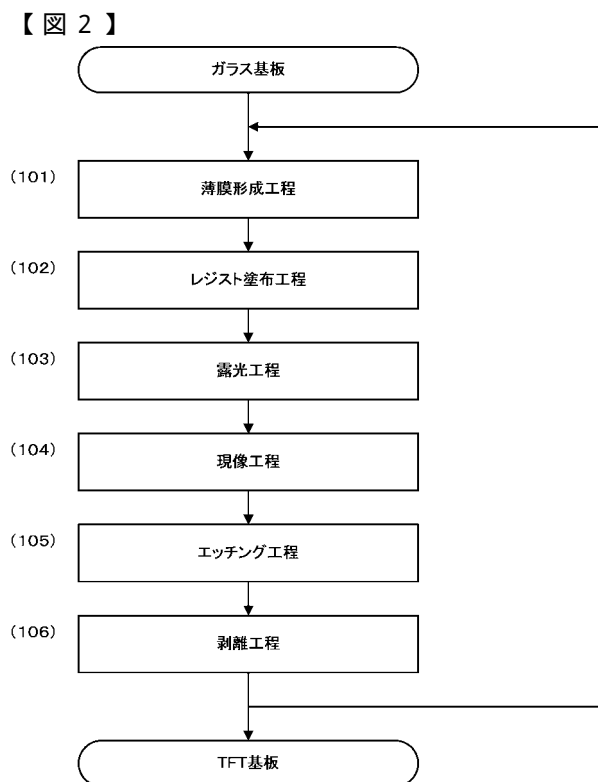 【図２】
ガラス基板
(101)
薄膜形成工程
(102)
レジスト塗布工程
(103)
露光工程
(104)
現像工程
(105)
エッチング工程
(106)
剥離工程
TFT基板